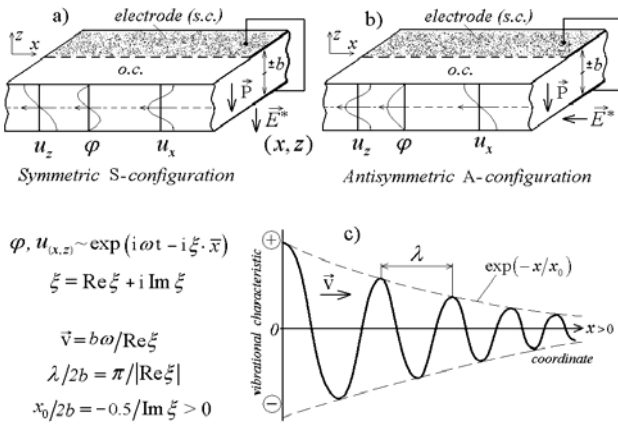 a)
electrode (s.c.)
z
x
o.c.
±b
P
E*
u_z
φ
u_x
(x, z)
Symmetric S-configuration
b)
electrode (s.c.)
z
x
o.c.
±b
P
E*
u_z
φ
u_x
Antisymmetric A-configuration
φ, u_(x,z) ~ exp(iωt − iξ·x̄)
ξ = Re ξ + i Im ξ
v⃗ = bω/Re ξ
λ/2b = π/|Re ξ|
x₀/2b = −0.5/Im ξ > 0
c)
vibrational characteristic
+
0
−
v⃗
λ
exp(−x/x₀)
x>0
coordinate